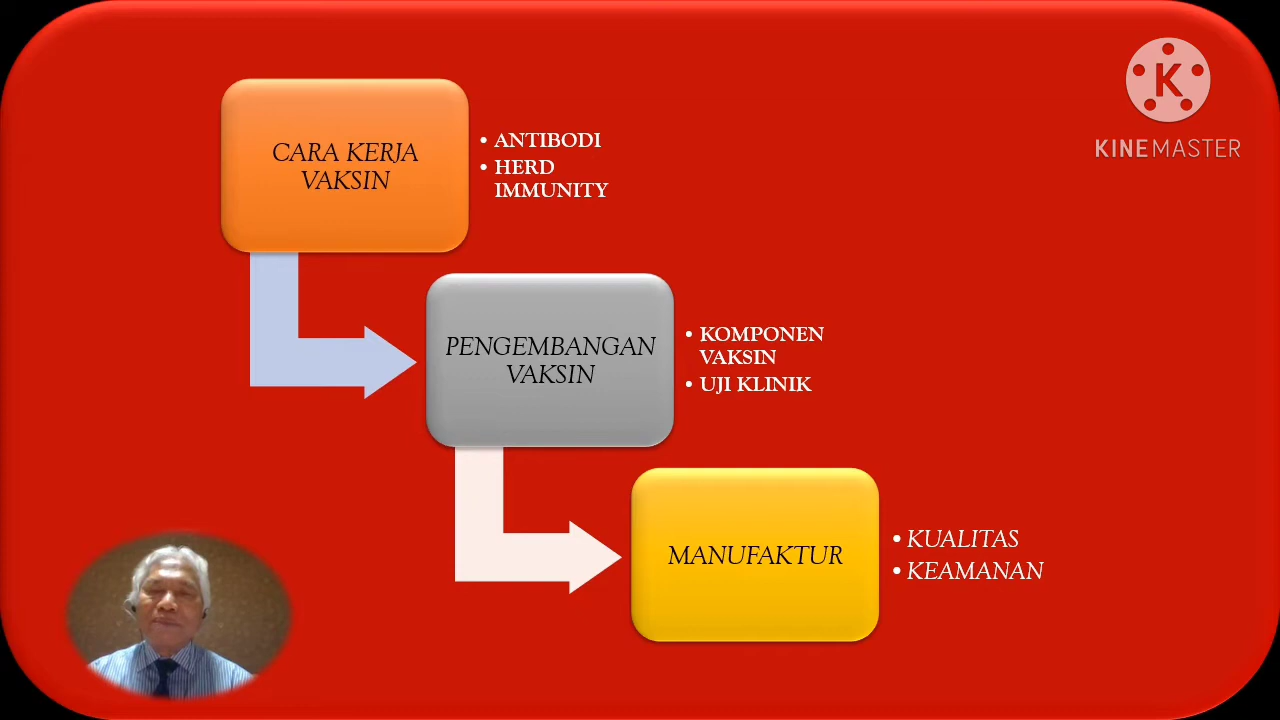 CARA KERJA
VAKSIN
• ANTIBODI
• HERD
IMMUNITY
K
KINEMASTER
PENGEMBANGAN
VAKSIN
• KOMPONEN
VAKSIN
• UJI KLINIK
MANUFAKTUR
• KUALITAS
• KEAMANAN